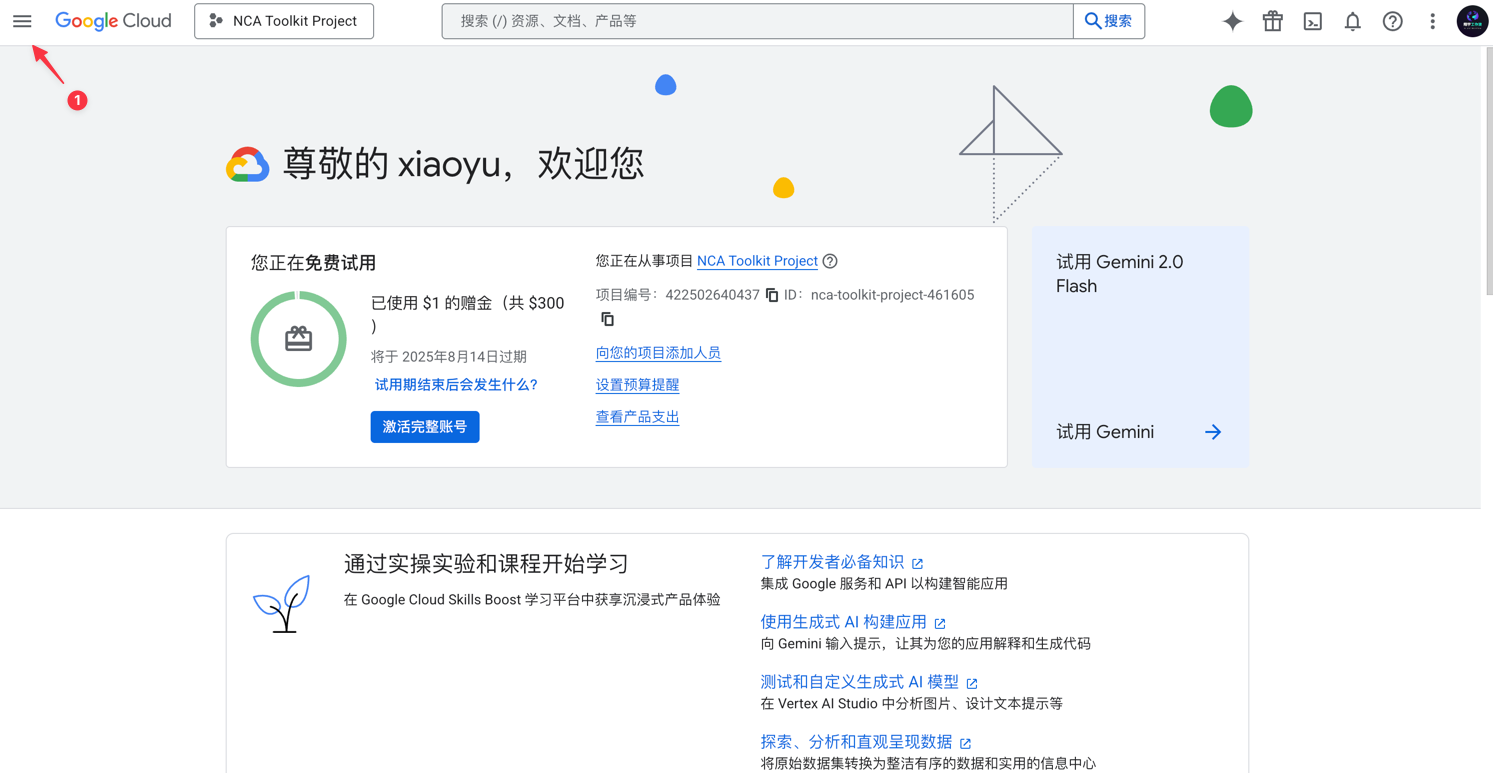 Google Cloud
NCA Toolkit Project
搜索 (/) 资源、文档、产品等
搜索
1
尊敬的 xiaoyu，欢迎您
您正在免费试用
已使用 $1 的赠金（共 $300
）
将于 2025年8月14日过期
试用期结束后会发生什么?
激活完整账号
您正在从事项目 NCA Toolkit Project
项目编号：422502640437 ID：nca-toolkit-project-461605
向您的项目添加人员
设置预算提醒
查看产品支出
试用 Gemini 2.0
Flash
试用 Gemini
通过实操实验和课程开始学习
在 Google Cloud Skills Boost 学习平台中获享沉浸式产品体验
了解开发者必备知识
集成 Google 服务和 API 以构建智能应用
使用生成式 AI 构建应用
向 Gemini 输入提示，让其为您的应用解释和生成代码
测试和自定义生成式 AI 模型
在 Vertex AI Studio 中分析图片、设计文本提示等
探索、分析和直观呈现数据
将原始数据集转换为整洁有序的数据和实用的信息中心